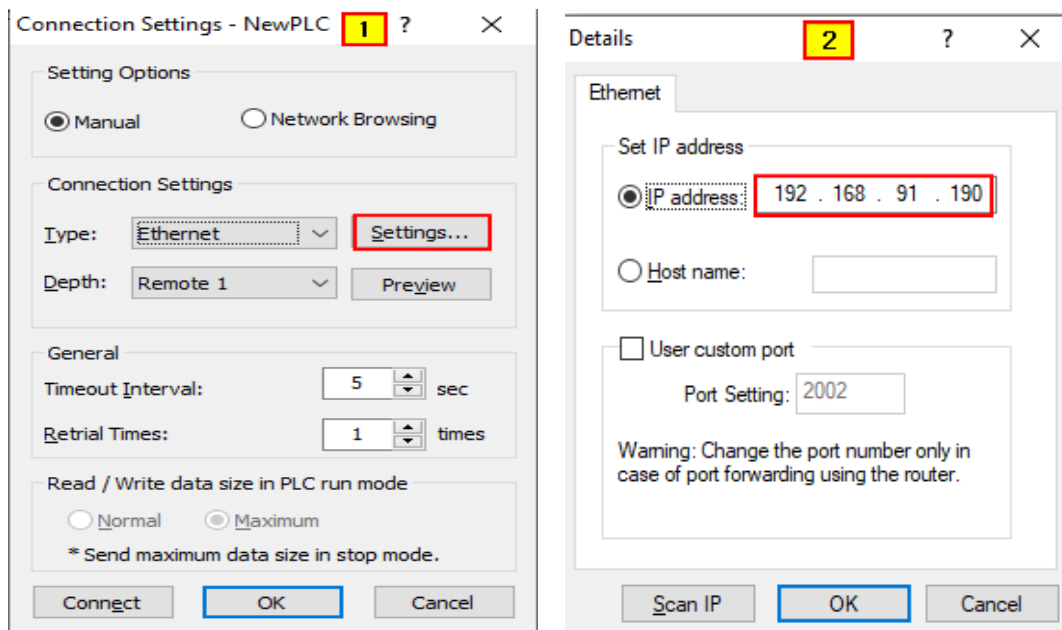 Connection Settings - NewPLC 1 ? ×
Setting Options
Manual Network Browsing
Connection Settings
Type: Ethernet Settings...
Depth: Remote 1 Preview
General
Timeout Interval: 5 sec
Retrial Times: 1 times
Read / Write data size in PLC run mode
Normal Maximum
* Send maximum data size in stop mode.
Connect OK Cancel
Details 2 ? ×
Ethernet
Set IP address
IP address: 192 . 168 . 91 . 190
Host name:
User custom port
Port Setting: 2002
Warning: Change the port number only in
case of port forwarding using the router.
Scan IP OK Cancel